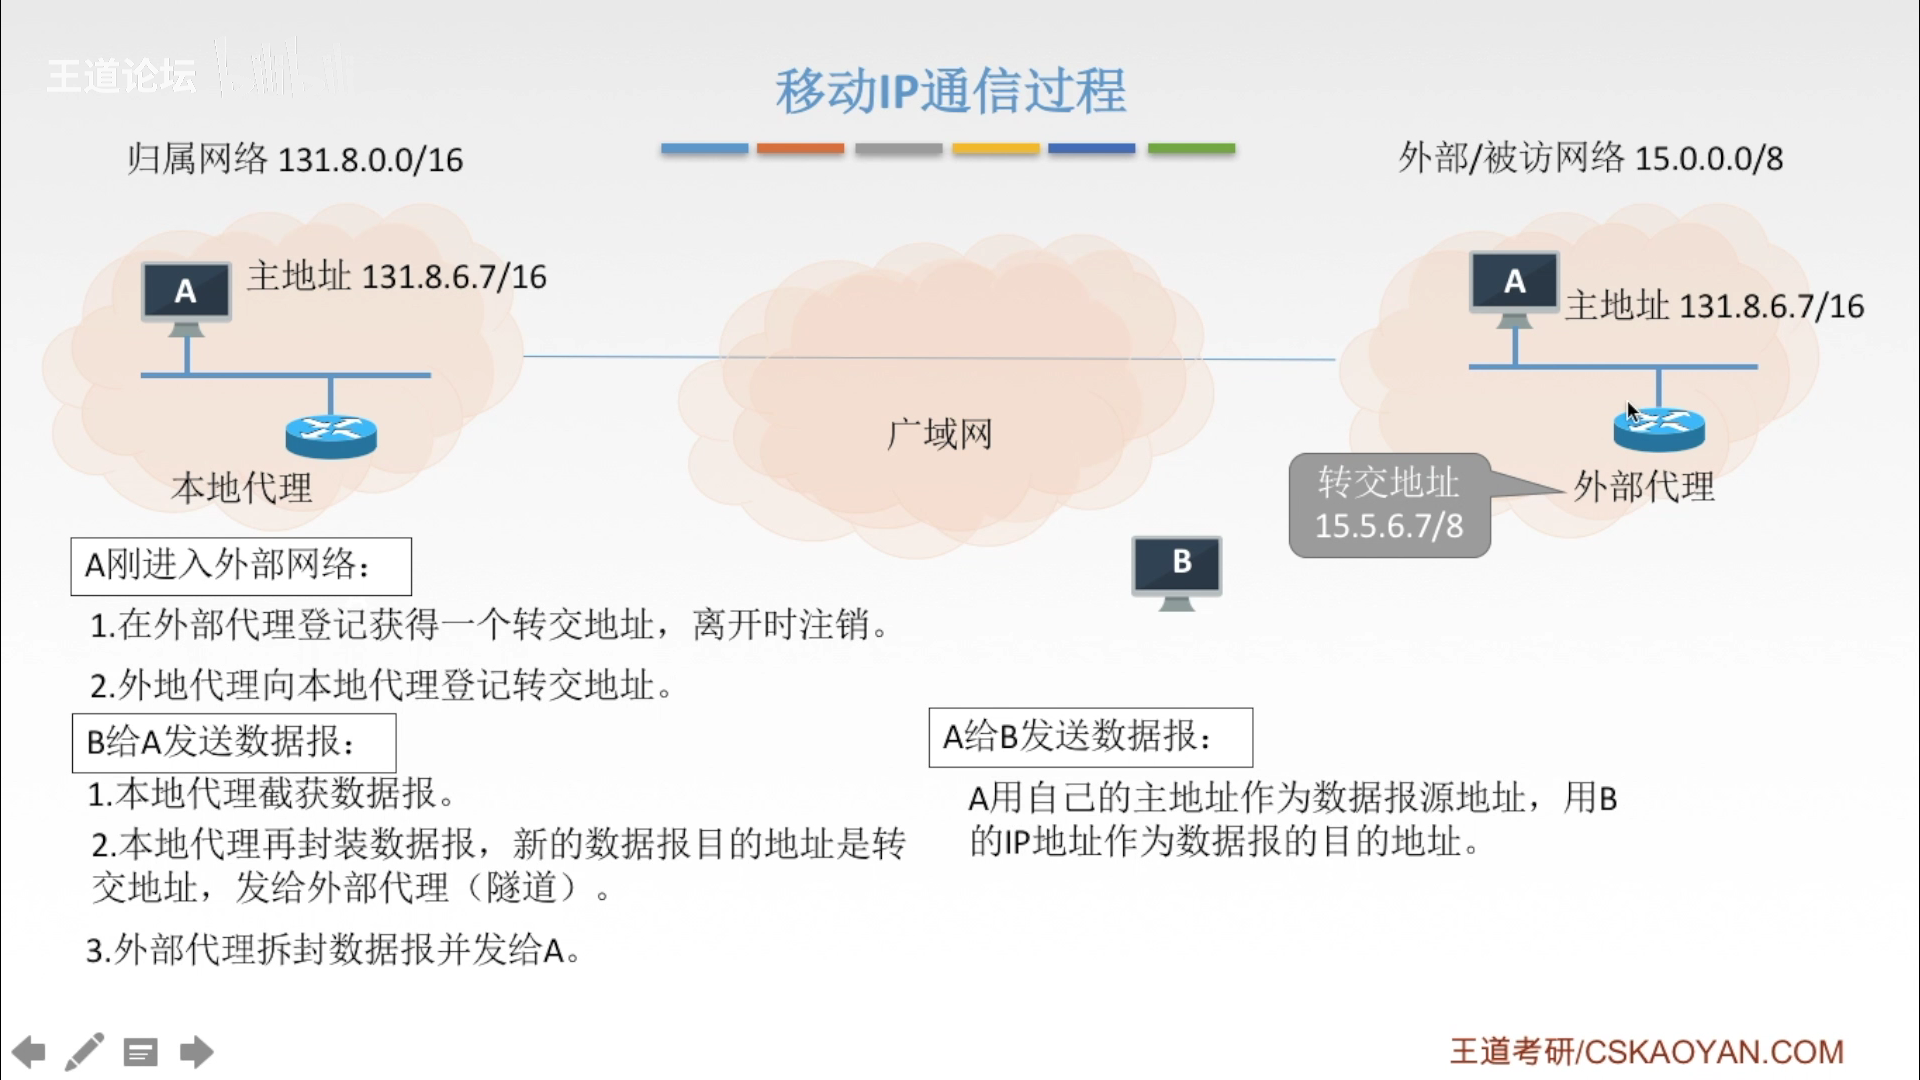 王道论坛
移动IP通信过程
归属网络 131.8.0.0/16
外部/被访网络 15.0.0.0/8
A
主地址 131.8.6.7/16
A
主地址 131.8.6.7/16
广域网
本地代理
转交地址
15.5.6.7/8
外部代理
B
A刚进入外部网络：
1.在外部代理登记获得一个转交地址，离开时注销。
2.外地代理向本地代理登记转交地址。
B给A发送数据报：
1.本地代理截获数据报。
2.本地代理再封装数据报，新的数据报目的地址是转
交地址，发给外部代理（隧道）。
3.外部代理拆封数据报并发给A。
A给B发送数据报：
A用自己的主地址作为数据报源地址，用B
的IP地址作为数据报的目的地址。
王道考研/CSKAOYAN.COM